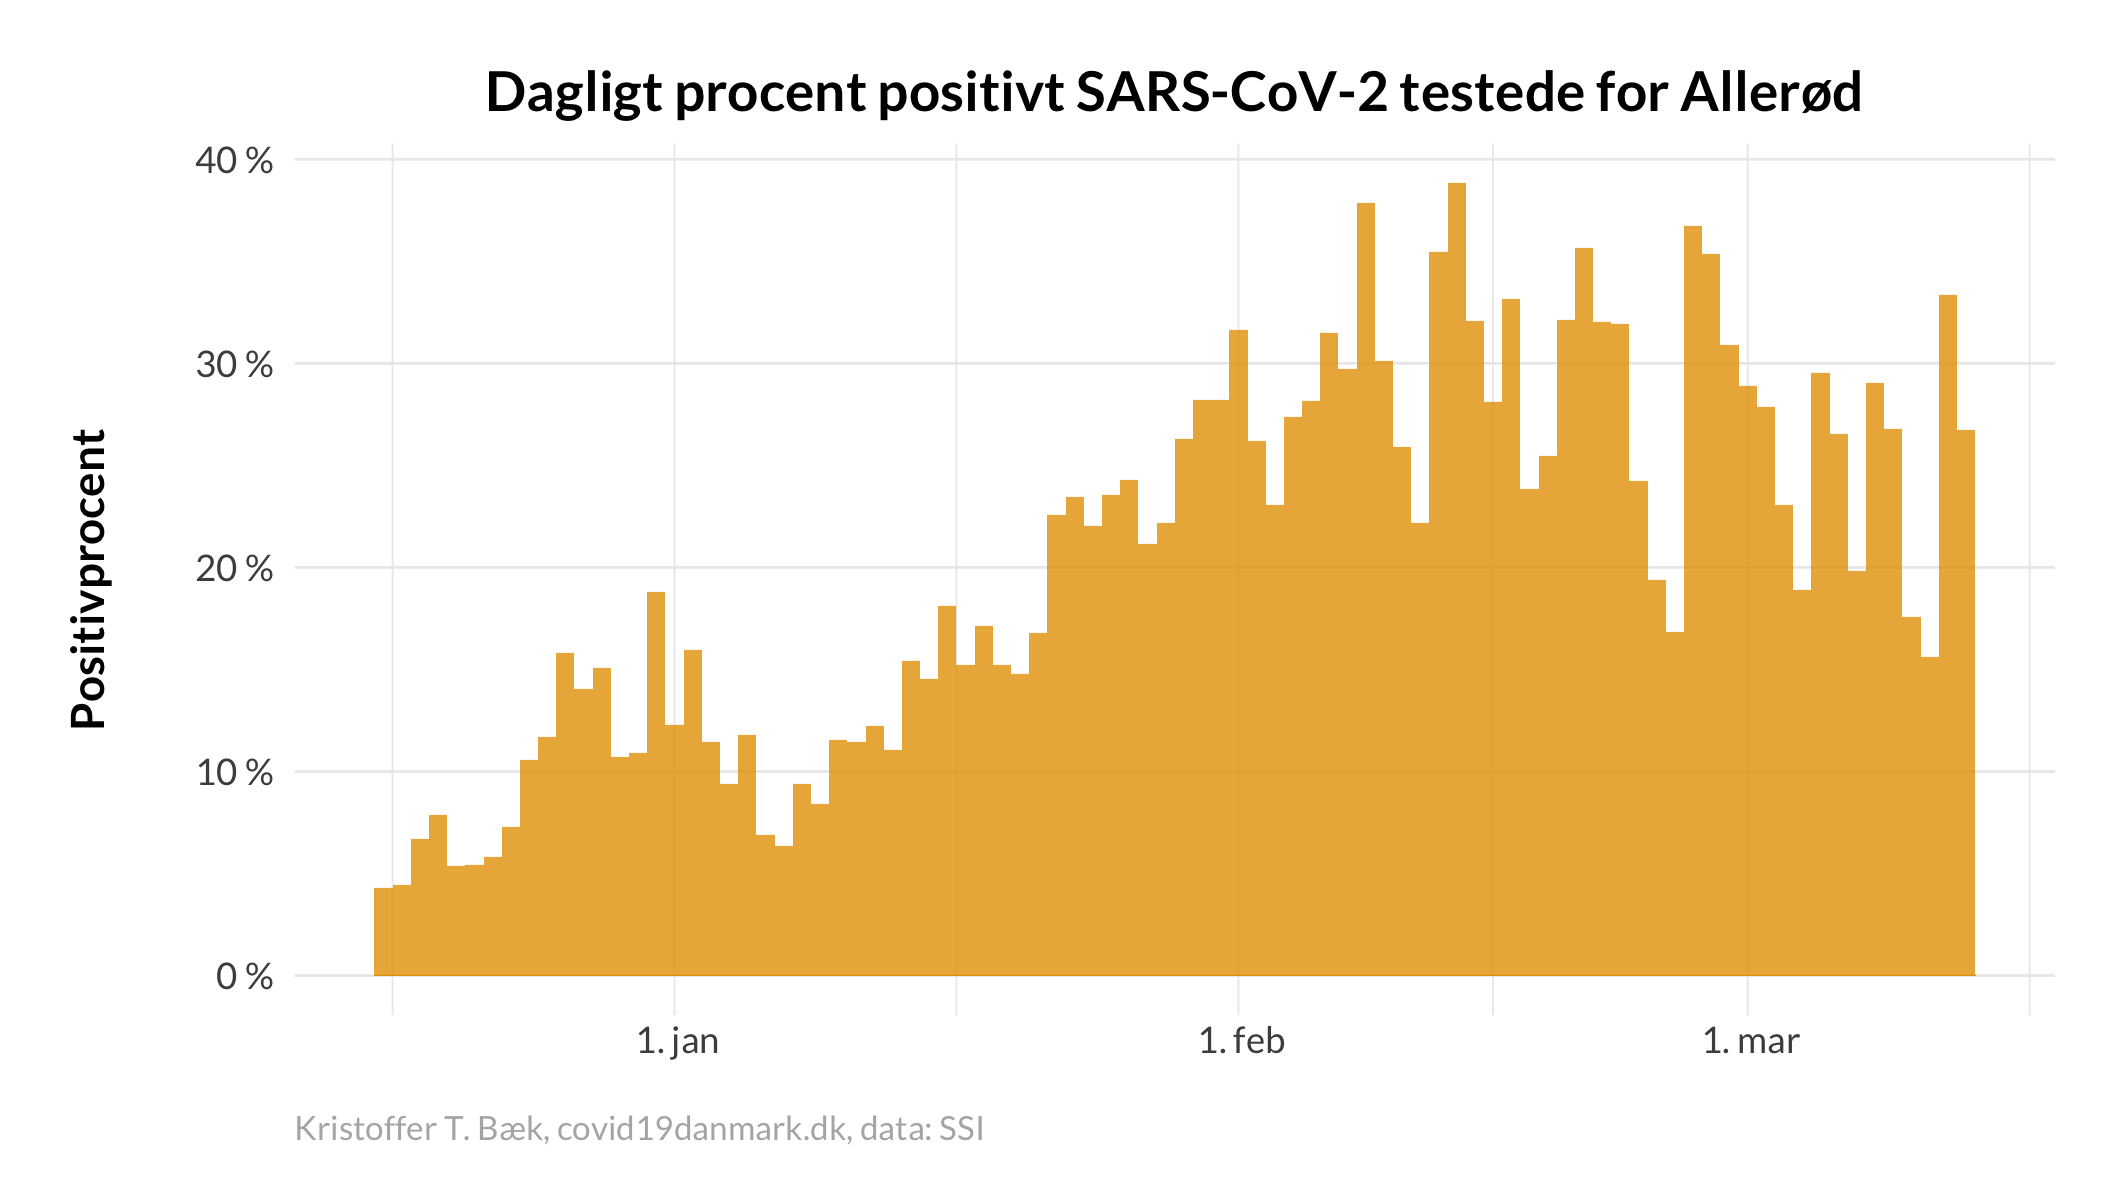 Dagligt procent positivt SARS-CoV-2 testede for Allerød
Positivprocent
40 %
30 %
20 %
10 %
0 %
1. jan
1. feb
1. mar
Kristoffer T. Bæk, covid19danmark.dk, data: SSI